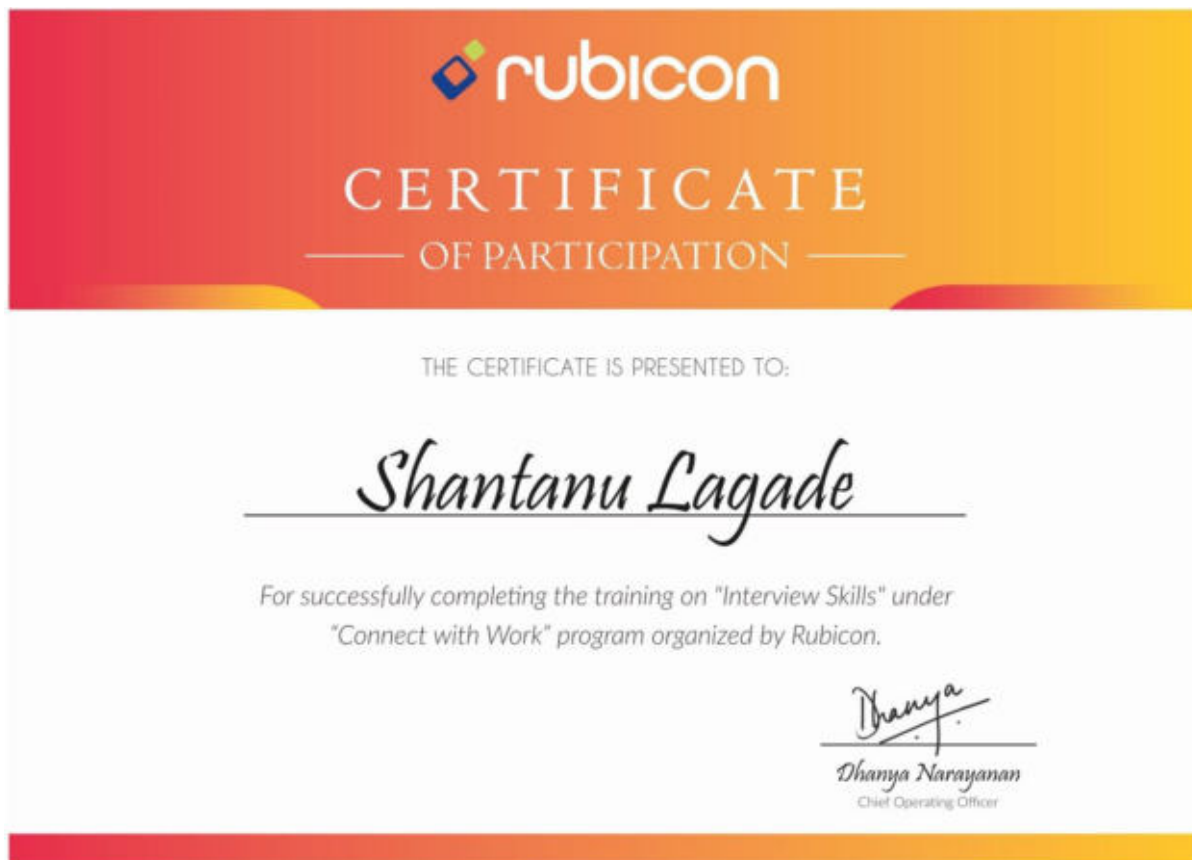 rubicon
CERTIFICATE
OF PARTICIPATION
THE CERTIFICATE IS PRESENTED TO:
Shantanu Lagade
For successfully completing the training on "Interview Skills" under
"Connect with Work" program organized by Rubicon.
Dhanya
Dhanya Narayanan
Chief Operating Officer